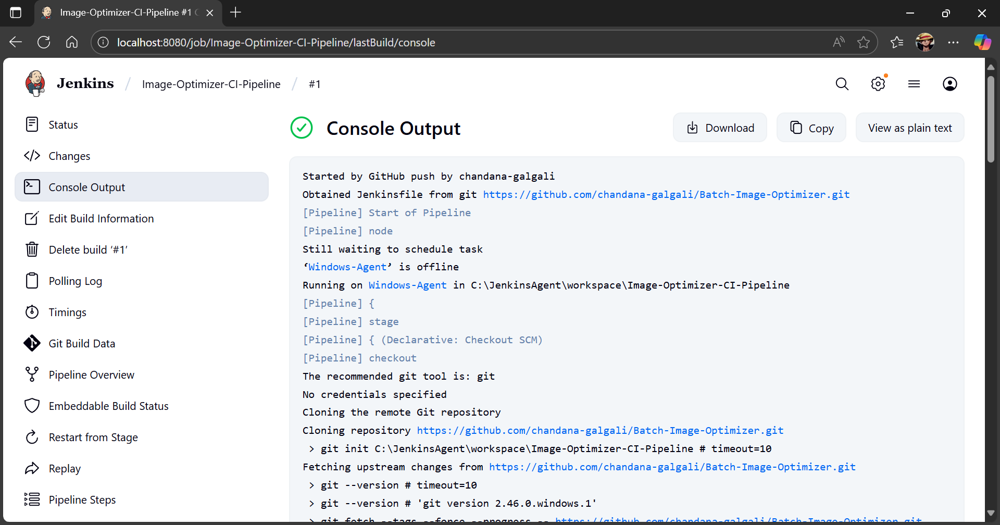 Image-Optimizer-CI-Pipeline #1
localhost:8080/job/Image-Optimizer-CI-Pipeline/lastBuild/console
Jenkins / Image-Optimizer-CI-Pipeline / #1
Status
Changes
Console Output
Edit Build Information
Delete build ‘#1’
Polling Log
Timings
Git Build Data
Pipeline Overview
Embeddable Build Status
Restart from Stage
Replay
Pipeline Steps
Console Output
Download
Copy
View as plain text
Started by GitHub push by chandana-galgali
Obtained Jenkinsfile from git https://github.com/chandana-galgali/Batch-Image-Optimizer.git
[Pipeline] Start of Pipeline
[Pipeline] node
Still waiting to schedule task
‘Windows-Agent’ is offline
Running on Windows-Agent in C:\JenkinsAgent\workspace\Image-Optimizer-CI-Pipeline
[Pipeline] {
[Pipeline] stage
[Pipeline] { (Declarative: Checkout SCM)
[Pipeline] checkout
The recommended git tool is: git
No credentials specified
Cloning the remote Git repository
Cloning repository https://github.com/chandana-galgali/Batch-Image-Optimizer.git
> git init C:\JenkinsAgent\workspace\Image-Optimizer-CI-Pipeline # timeout=10
Fetching upstream changes from https://github.com/chandana-galgali/Batch-Image-Optimizer.git
> git --version # timeout=10
> git --version # 'git version 2.46.0.windows.1'
> git fetch --tags --force --progress -- https://github.com/chandana-galgali/Batch-Image-Optimizer.git